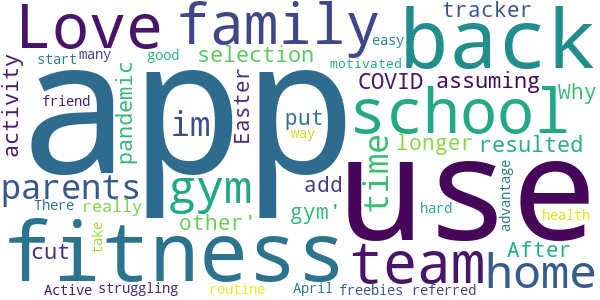 Love
family
back
tracker
selection
start
many
good
easy
motivated
activity
friend
app
pandemic
im
Easter
put
way
COVID
assuming
Why
school
parents
gym
time
longer
resulted
There
really
take
other'
add
gym'
use
hard
advantage
health
cut
fitness
team
After
home
Active
struggling
routine
April
freebies
referred